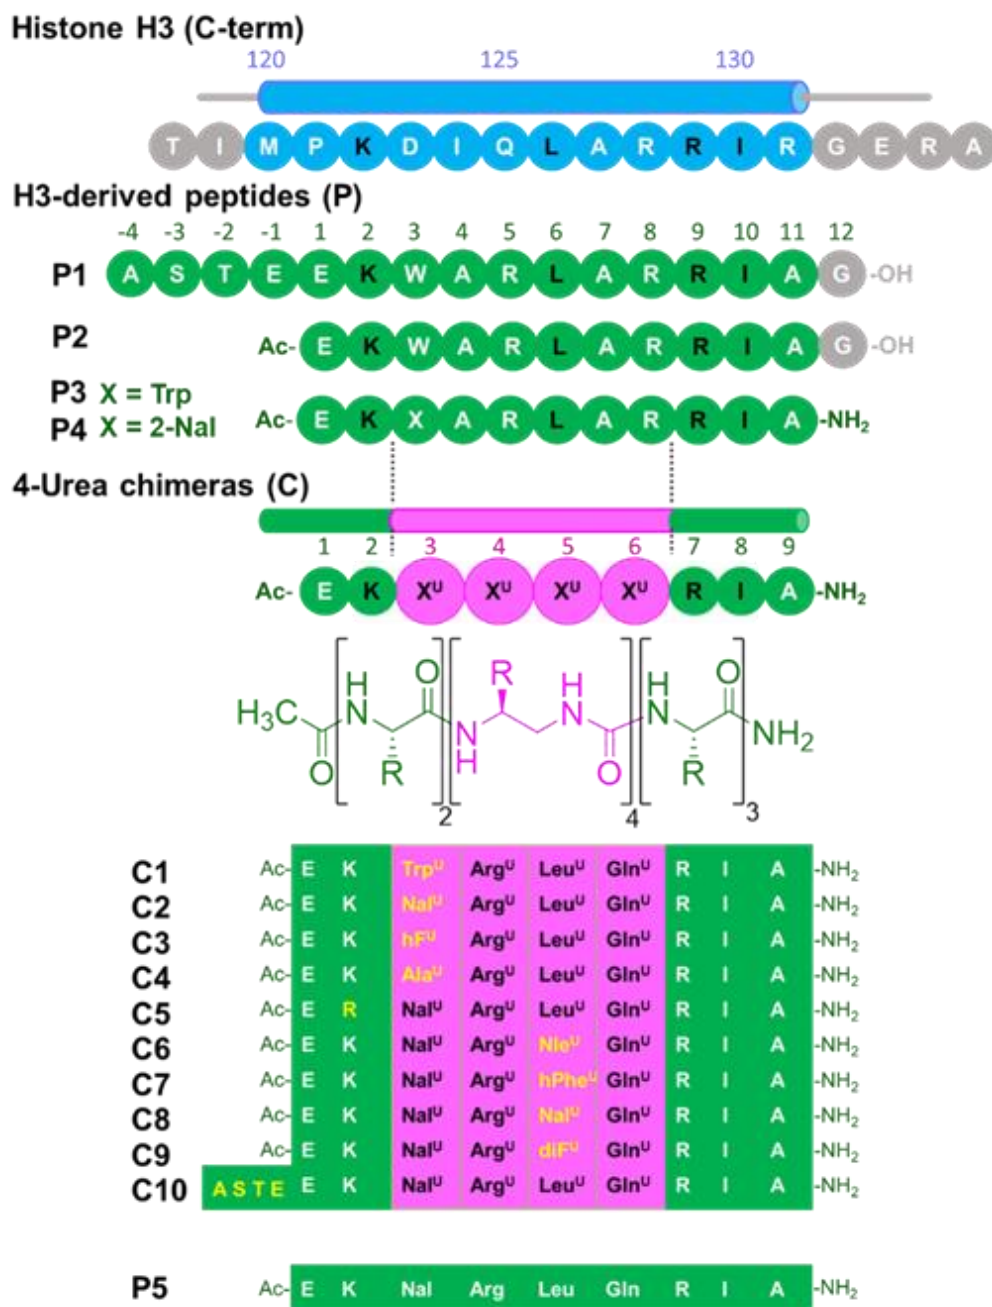 Histone H3 (C-term)
120 125 130
T I M P K D I Q L A R R I R G E R A
H3-derived peptides (P)
-4 -3 -2 -1 1 2 3 4 5 6 7 8 9 10 11 12
P1 A S T E E K W A R L A R R I A G -OH
P2 Ac- E K W A R L A R R I A G -OH
P3 X = Trp
P4 X = 2-Nal Ac- E K X A R L A R R I A -NH2
4-Urea chimeras (C)
1 2 3 4 5 6 7 8 9
Ac- E K Xᵁ Xᵁ Xᵁ Xᵁ R I A -NH2
H O R H H O
H3C N N N NH2
O R N H O R
2 4 3
C1 Ac- E K Trpᵁ Argᵁ Leuᵁ Glnᵁ R I A -NH2
C2 Ac- E K Nalᵁ Argᵁ Leuᵁ Glnᵁ R I A -NH2
C3 Ac- E K hFᵁ Argᵁ Leuᵁ Glnᵁ R I A -NH2
C4 Ac- E K Alaᵁ Argᵁ Leuᵁ Glnᵁ R I A -NH2
C5 Ac- E R Nalᵁ Argᵁ Leuᵁ Glnᵁ R I A -NH2
C6 Ac- E K Nalᵁ Argᵁ Nleᵁ Glnᵁ R I A -NH2
C7 Ac- E K Nalᵁ Argᵁ hPheᵁ Glnᵁ R I A -NH2
C8 Ac- E K Nalᵁ Argᵁ Nalᵁ Glnᵁ R I A -NH2
C9 Ac- E K Nalᵁ Argᵁ diFᵁ Glnᵁ R I A -NH2
C10 A S T E E K Nalᵁ Argᵁ Leuᵁ Glnᵁ R I A -NH2
P5 Ac- E K Nal Arg Leu Gln R I A -NH2